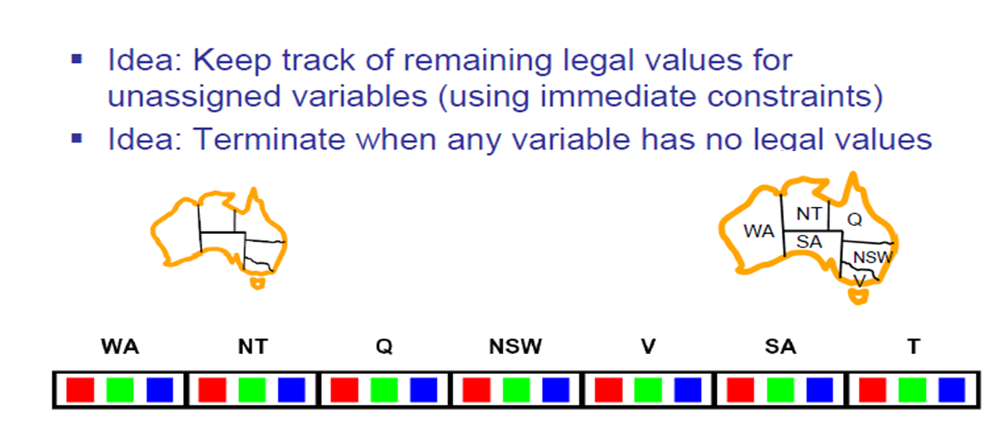 ▪ Idea: Keep track of remaining legal values for
unassigned variables (using immediate constraints)
▪ Idea: Terminate when any variable has no legal values
WA
NT
Q
SA
NSW
V
WA NT Q NSW V SA T